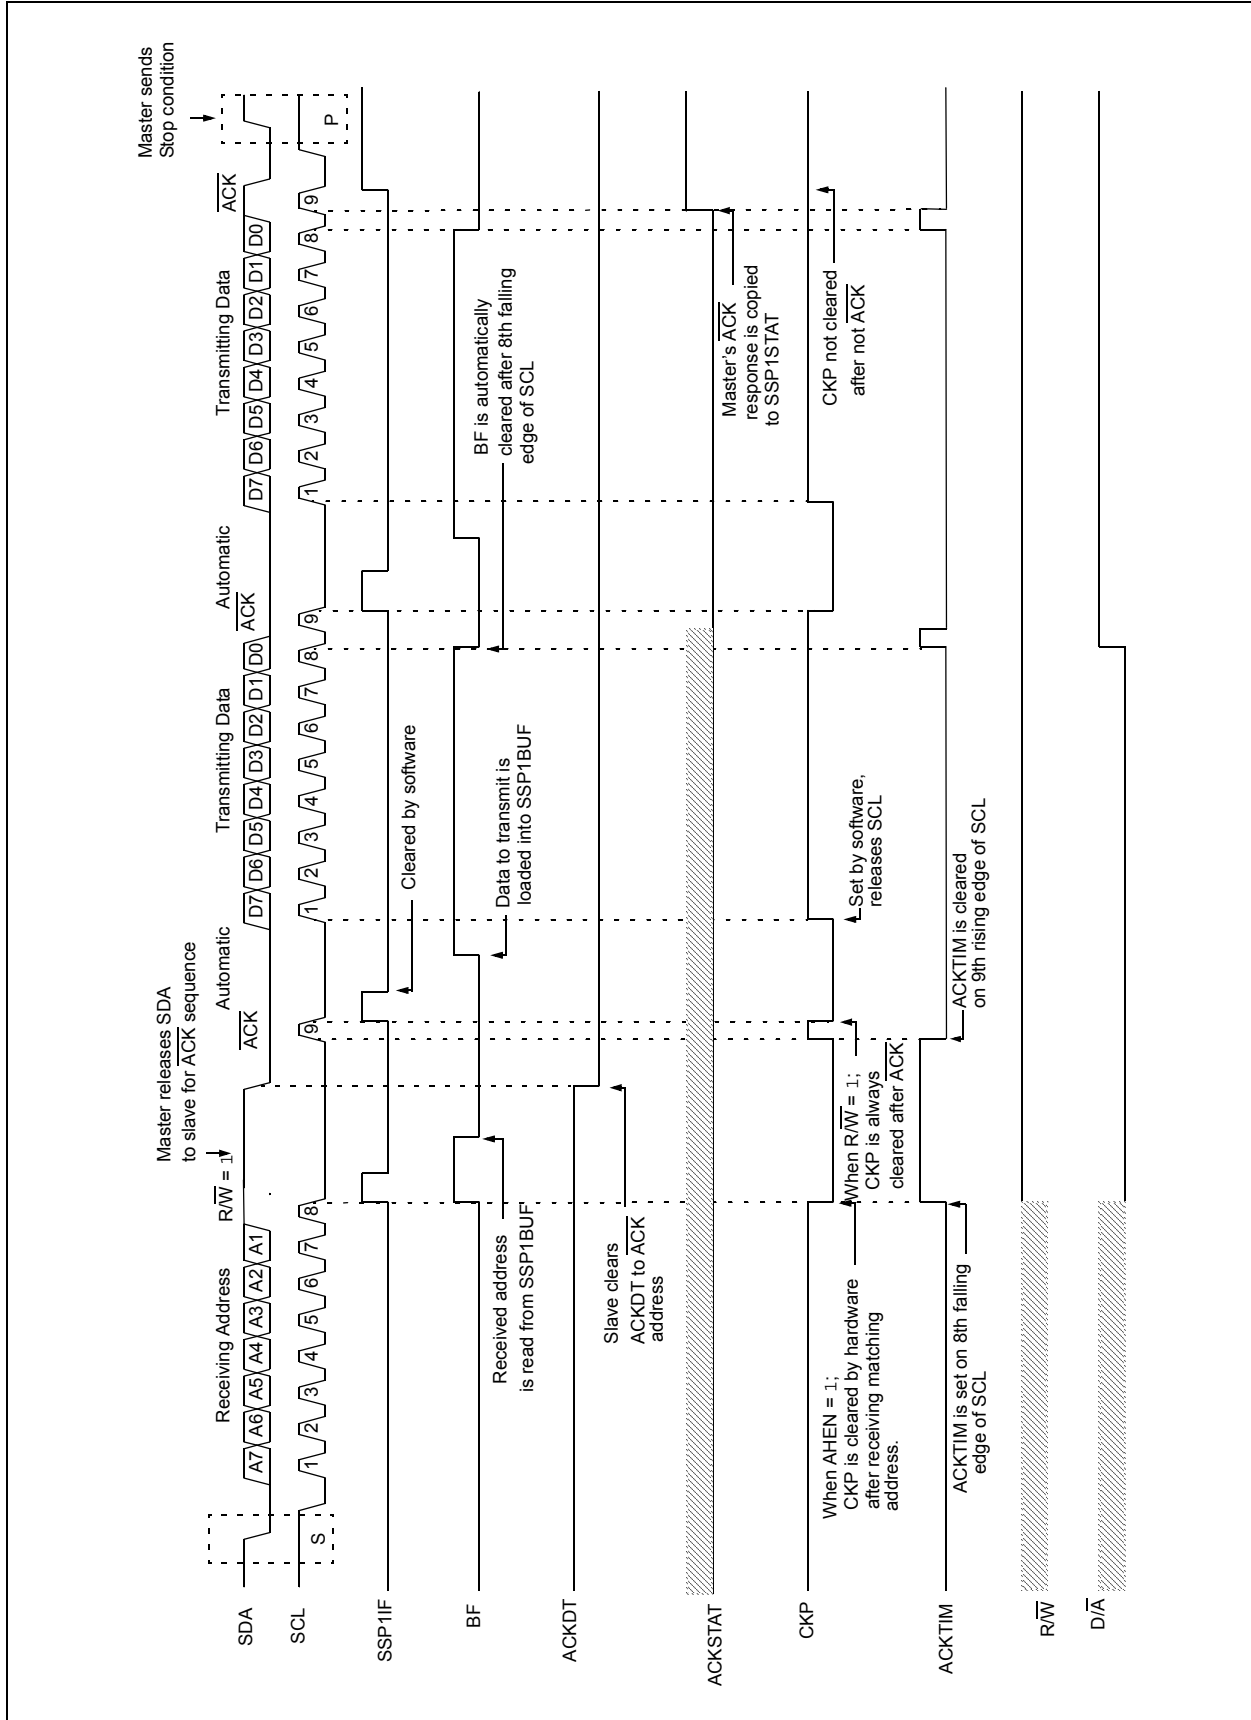 Master releases SDA
to slave for A̅C̅K̅ sequence
Master sends
Stop condition
Receiving Address
R/W̅ = 1
Automatic
A̅C̅K̅
Transmitting Data
Automatic
A̅C̅K̅
Transmitting Data
A̅C̅K̅
SDA
A7 A6 A5 A4 A3 A2 A1
D7 D6 D5 D4 D3 D2 D1 D0
D7 D6 D5 D4 D3 D2 D1 D0
SCL
S
1 2 3 4 5 6 7 8 9
1 2 3 4 5 6 7 8 9
1 2 3 4 5 6 7 8 9
P
SSP1IF
Cleared by software
BF
Received address
is read from SSP1BUF
Data to transmit is
loaded into SSP1BUF
BF is automatically
cleared after 8th falling
edge of SCL
ACKDT
Slave clears
ACKDT to A̅C̅K̅
address
ACKSTAT
Master's A̅C̅K̅
response is copied
to SSP1STAT
CKP
When AHEN = 1;
CKP is cleared by hardware
after receiving matching
address.
When R/W̅ = 1;
CKP is always
cleared after A̅C̅K̅
Set by software,
releases SCL
CKP not cleared
after not A̅C̅K̅
ACKTIM
ACKTIM is set on 8th falling
edge of SCL
ACKTIM is cleared
on 9th rising edge of SCL
R/W̅
D/A̅